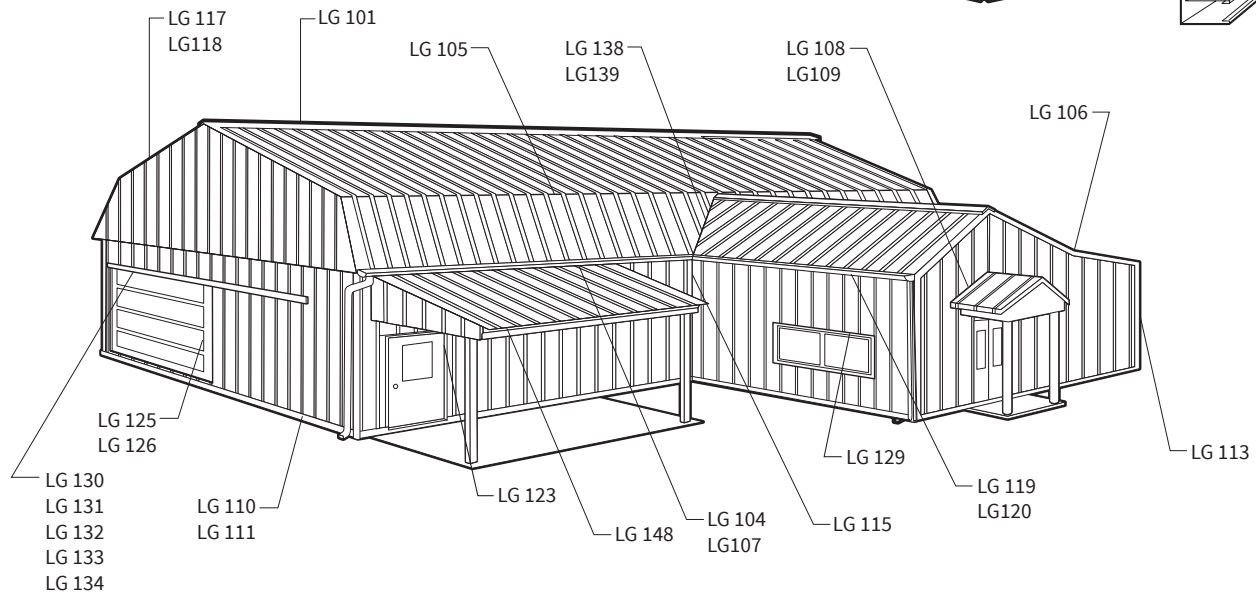 LG 117
LG118
LG 101
LG 105
LG 138
LG139
LG 108
LG109
LG 106
LG 125
LG 126
LG 130
LG 131
LG 132
LG 133
LG 134
LG 110
LG 111
LG 123
LG 148
LG 104
LG107
LG 115
LG 129
LG 119
LG120
LG 113